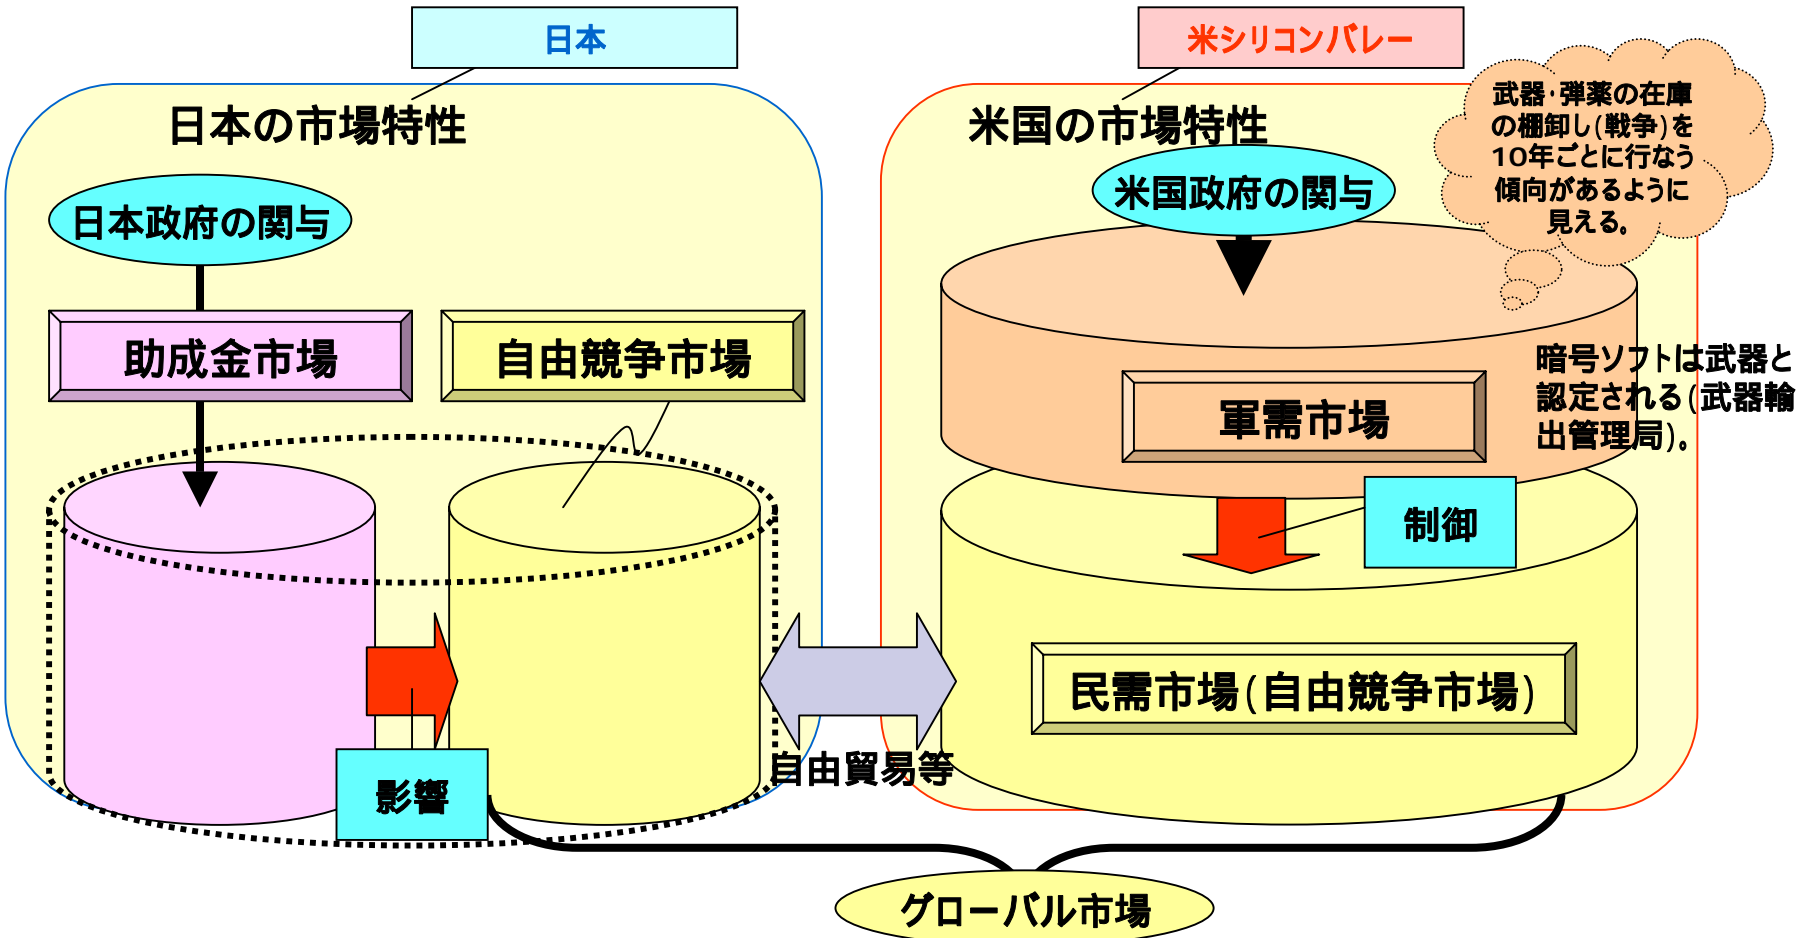 日本
日本の市場特性
日本政府の関与
助成金市場
自由競争市場
影響
米シリコンバレー
米国の市場特性
米国政府の関与
武器・弾薬の在庫
の棚卸し(戦争)を
10年ごとに行なう
傾向があるように
見える。
暗号ソフトは武器と
認定される(武器輸
出管理局)。
軍需市場
制御
民需市場(自由競争市場)
自由貿易等
グローバル市場